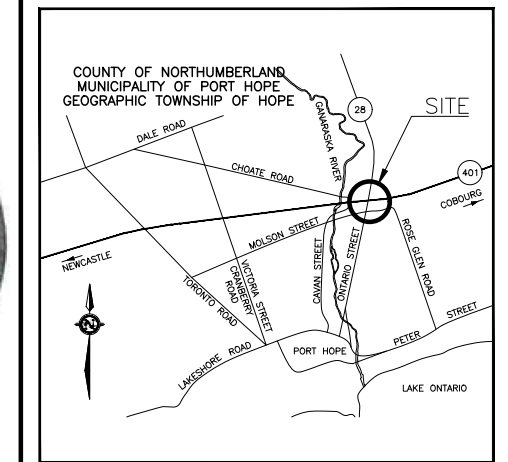 COUNTY OF NORTHUMBERLAND
MUNICIPALITY OF PORT HOPE
GEOGRAPHIC TOWNSHIP OF HOPE
28
SITE
DALE ROAD
GANARASKA RIVER
CHOATE ROAD
401
COBOURG
MOLSON STREET
NEWCASTLE
TORONTO ROAD
VICTORIA STREET
CRANBERRY
ROAD
CAVAN STREET
ONTARIO STREET
ROSE GLEN ROAD
N
LAKESHORE ROAD
PORT HOPE
PETER STREET
LAKE ONTARIO